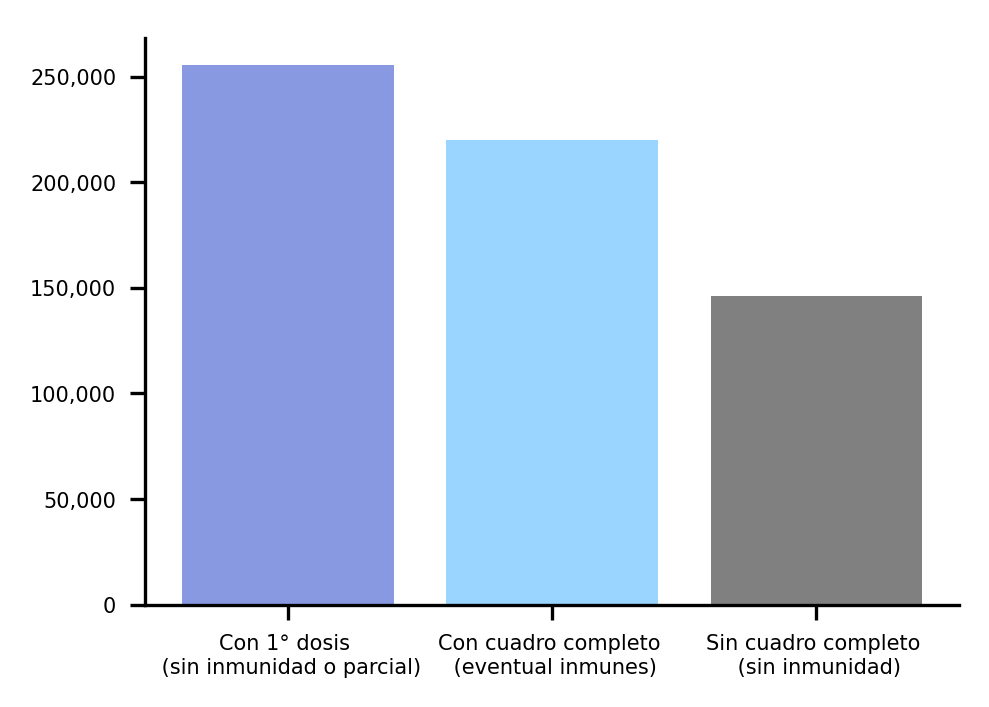 250,000
200,000
150,000
100,000
50,000
0
Con 1° dosis
(sin inmunidad o parcial)
Con cuadro completo
(eventual inmunes)
Sin cuadro completo
(sin inmunidad)